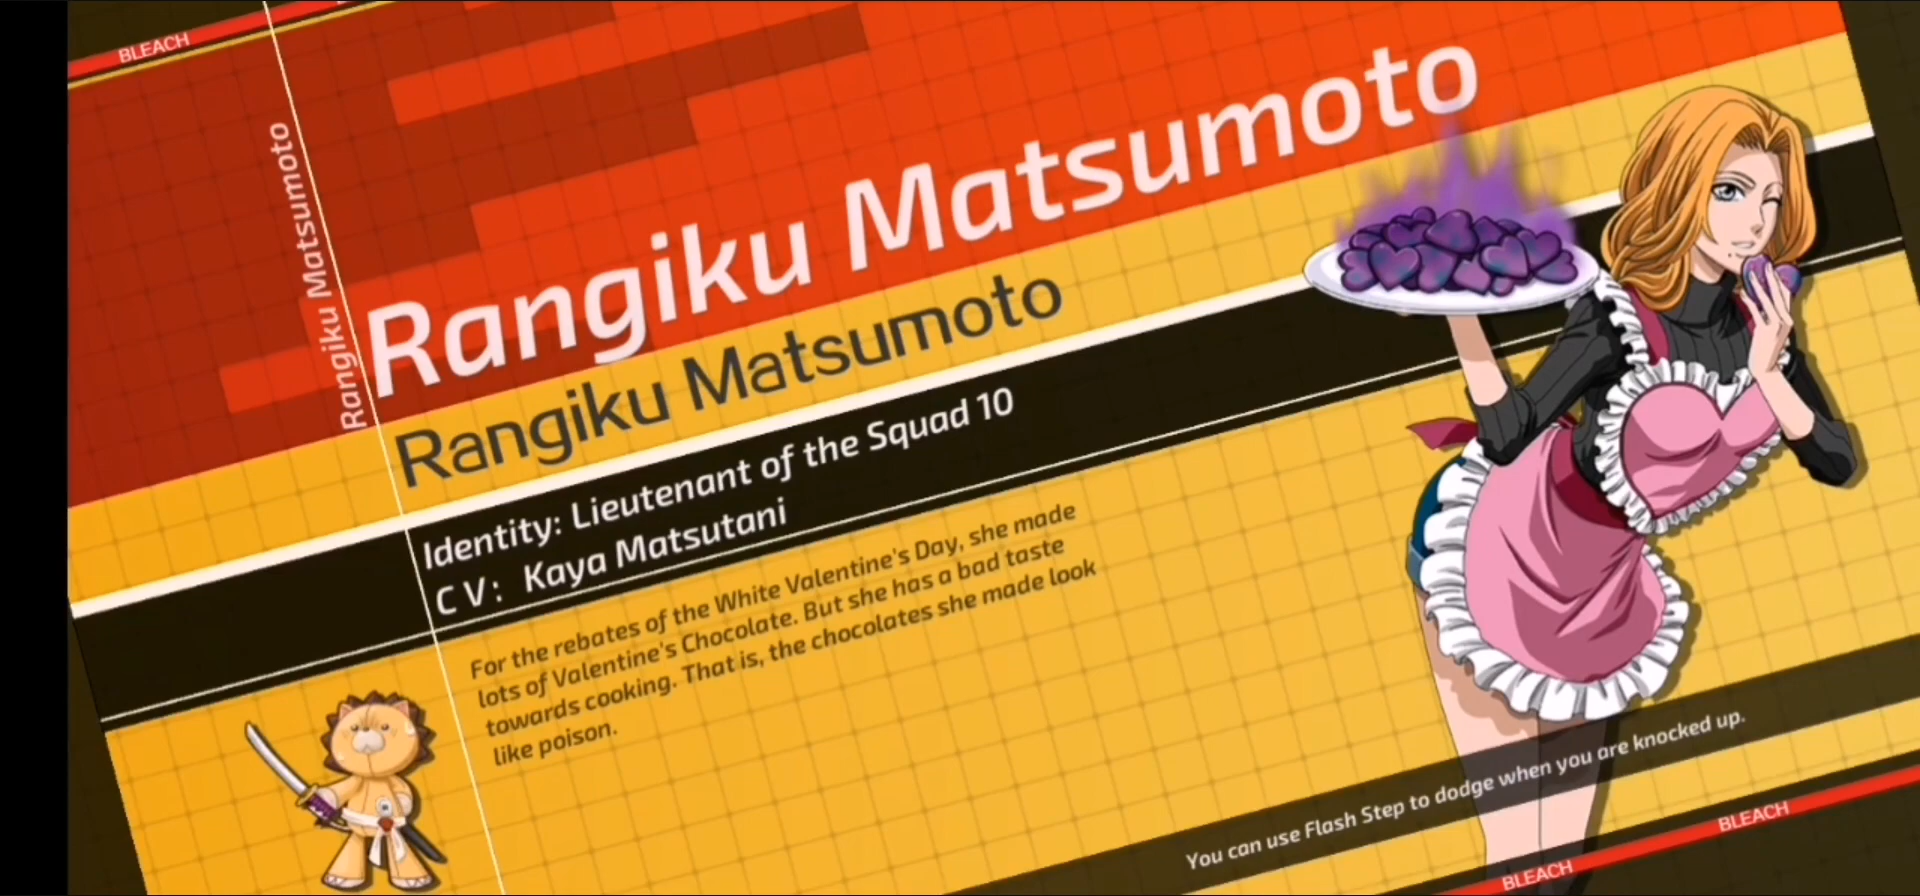 BLEACH
Rangiku Matsumoto
Rangiku Matsumoto
Rangiku Matsumoto
Identity: Lieutenant of the Squad 10
CV: Kaya Matsutani
For the rebates of the White Valentine's Day, she made
lots of Valentine's Chocolate. But she has a bad taste
towards cooking. That is, the chocolates she made look
like poison.
You can use Flash Step to dodge when you are knocked up.
BLEACH
BLEACH